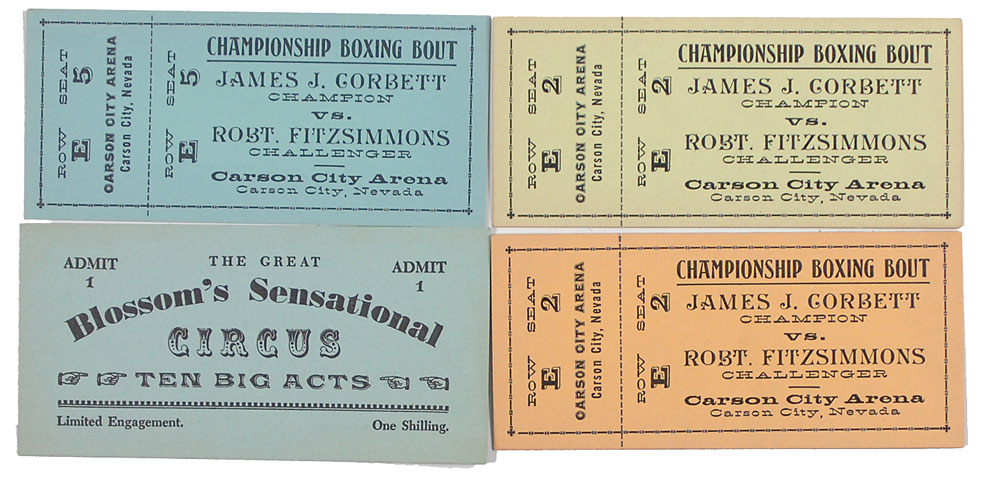 ROW E SEAT 5
CARSON CITY ARENA
Carson City, Nevada
ROW E SEAT 5
CHAMPIONSHIP BOXING BOUT
JAMES J. CORBETT
CHAMPION
VS.
ROBT. FITZSIMMONS
CHALLENGER
Carson City Arena
Carson City, Nevada
ROW E SEAT 2
CARSON CITY ARENA
Carson City, Nevada
ROW E SEAT 2
CHAMPIONSHIP BOXING BOUT
JAMES J. CORBETT
CHAMPION
VS.
ROBT. FITZSIMMONS
CHALLENGER
Carson City Arena
Carson City, Nevada
ADMIT
1
THE GREAT
ADMIT
1
Blossom's Sensational
CIRCUS
TEN BIG ACTS
Limited Engagement.
One Shilling.
ROW E SEAT 2
CARSON CITY ARENA
Carson City, Nevada
ROW E SEAT 2
CHAMPIONSHIP BOXING BOUT
JAMES J. CORBETT
CHAMPION
VS.
ROBT. FITZSIMMONS
CHALLENGER
Carson City Arena
Carson City, Nevada